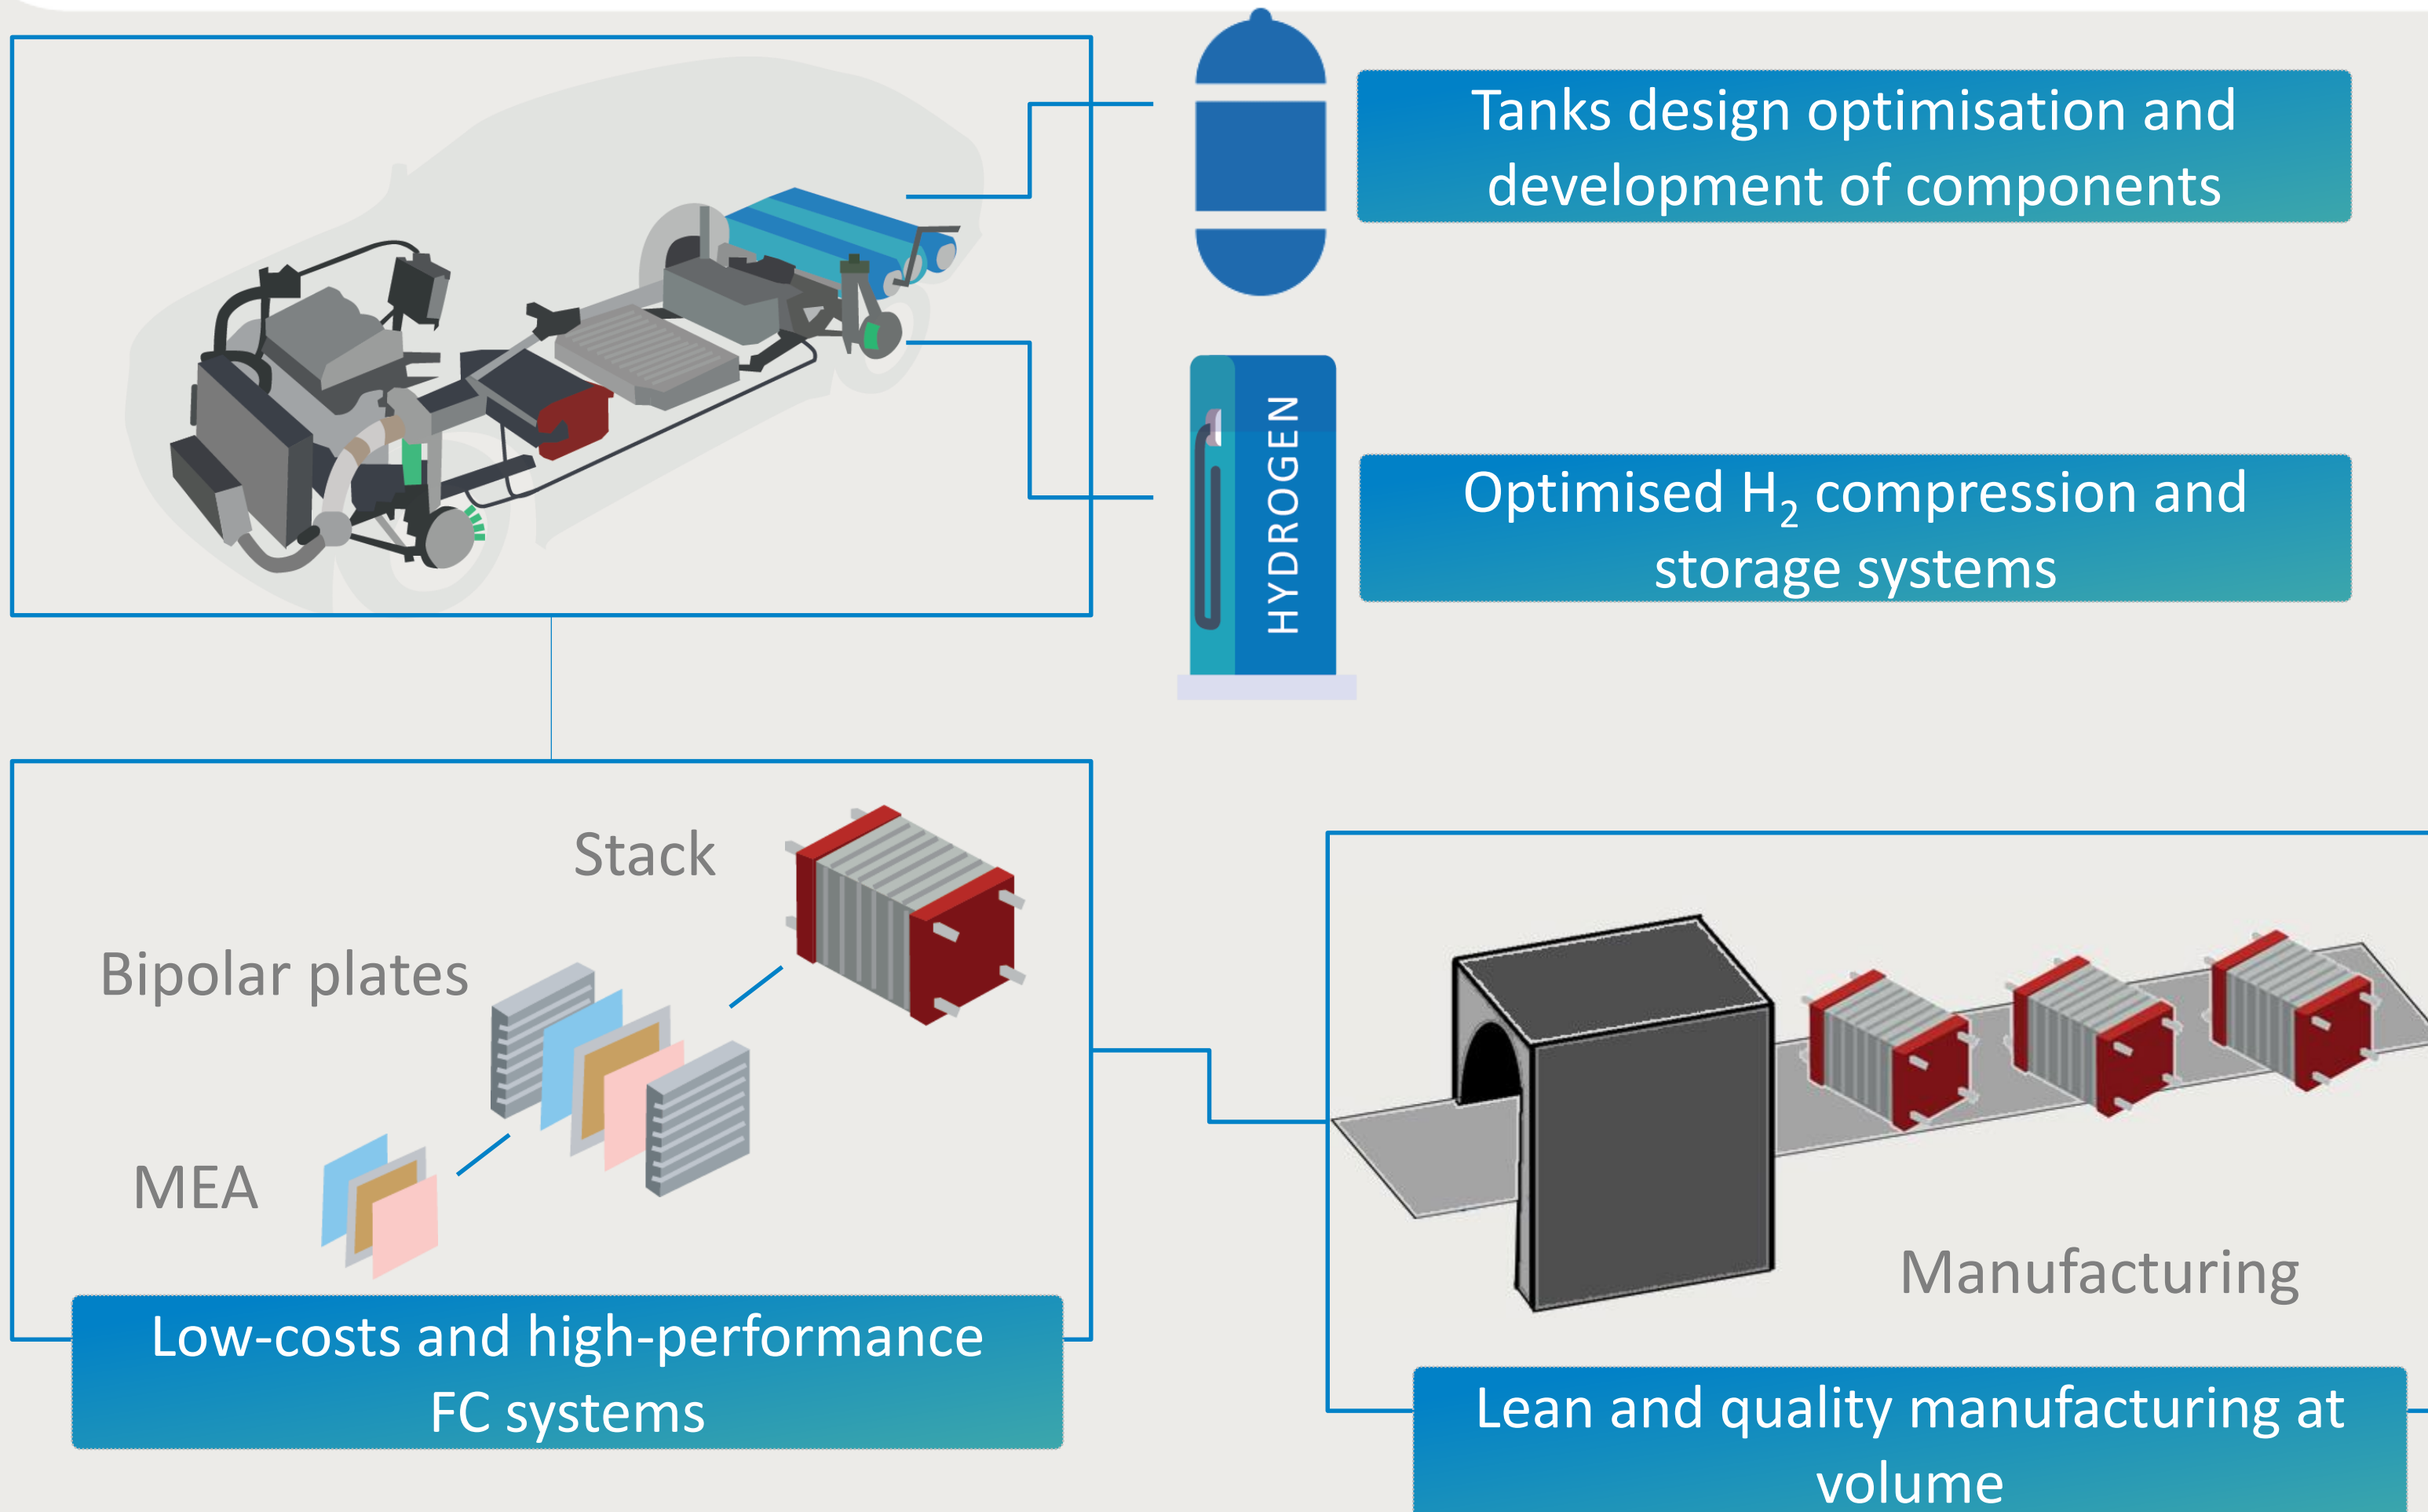 Tanks design optimisation and
development of components
HYDROGEN
Optimised H₂ compression and
storage systems
Stack
Bipolar plates
MEA
Low-costs and high-performance
FC systems
Manufacturing
Lean and quality manufacturing at
volume